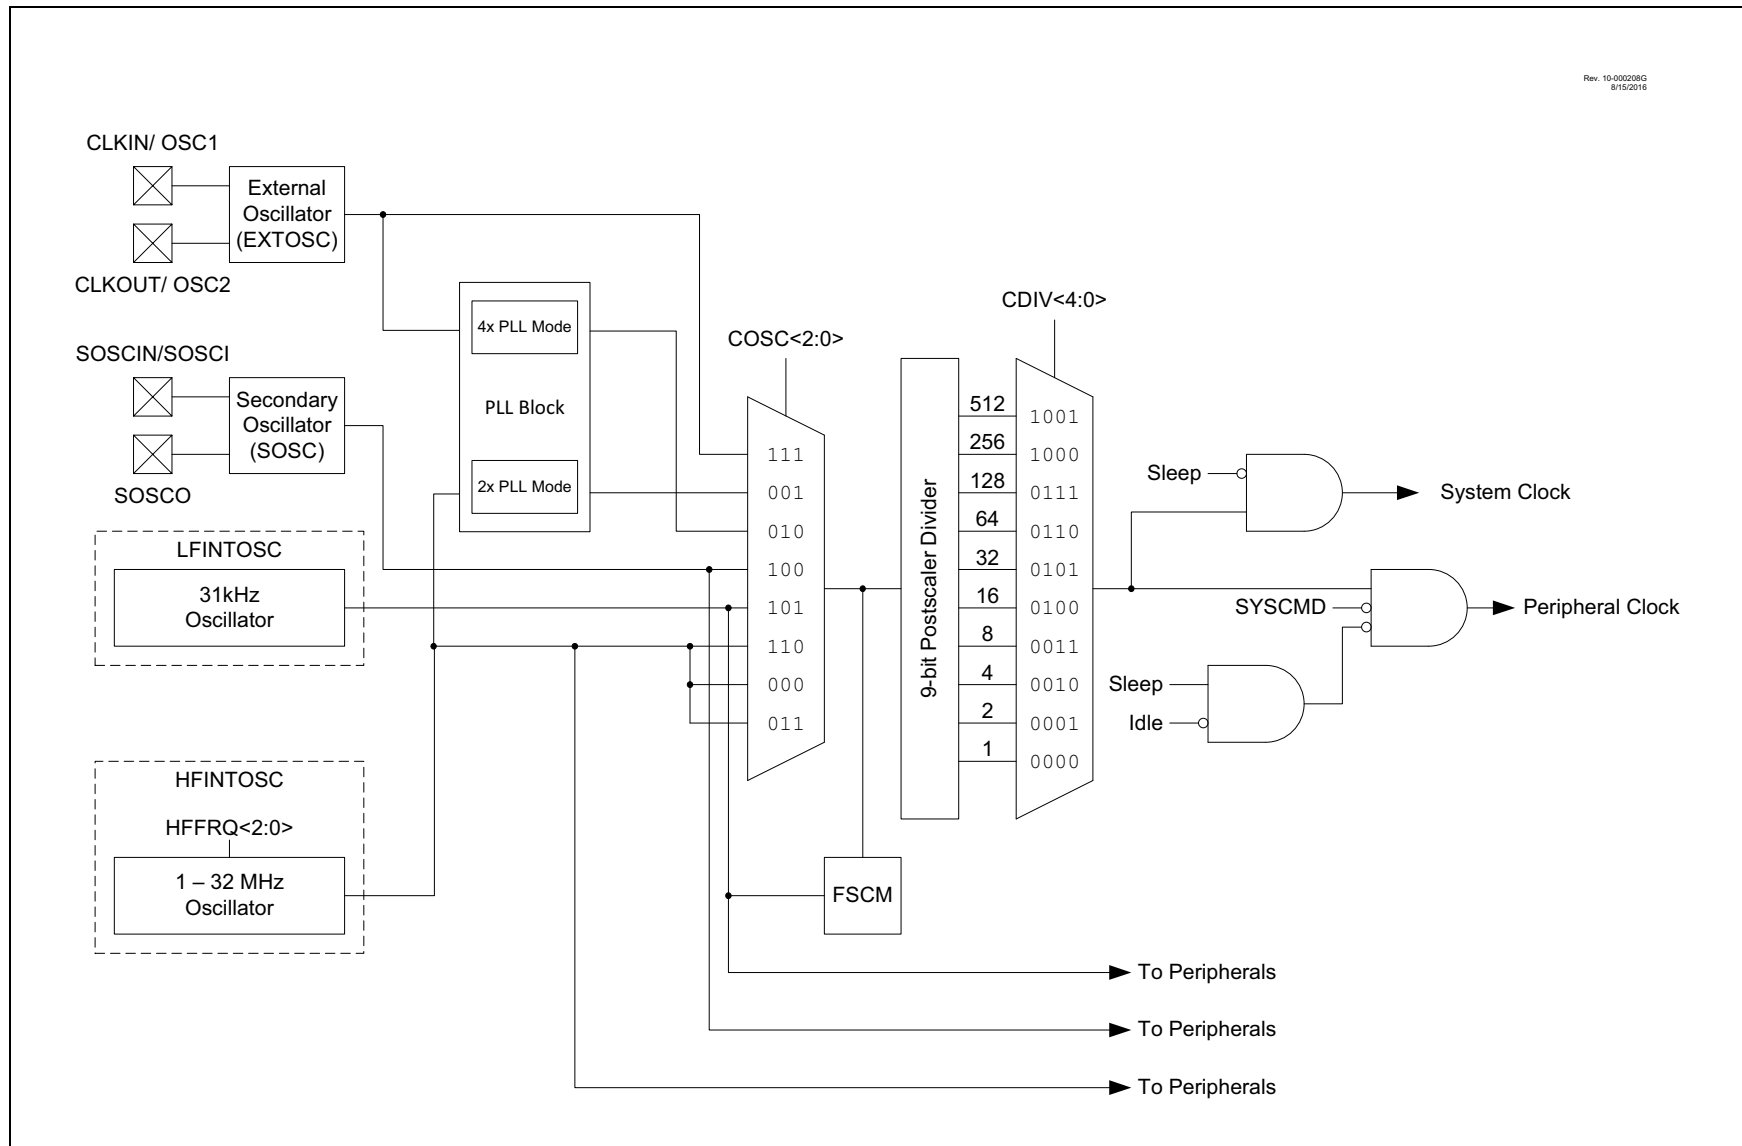 Rev. 10-000208G
8/15/2016
CLKIN/ OSC1
External
Oscillator
(EXTOSC)
CLKOUT/ OSC2
SOSCIN/SOSCI
Secondary
Oscillator
(SOSC)
SOSCO
LFINTOSC
31kHz
Oscillator
HFINTOSC
HFFRQ<2:0>
1 – 32 MHz
Oscillator
4x PLL Mode
PLL Block
2x PLL Mode
COSC<2:0>
111
001
010
100
101
110
000
011
FSCM
9-bit Postscaler Divider
CDIV<4:0>
512
1001
256
1000
128
0111
64
0110
32
0101
16
0100
8
0011
4
0010
2
0001
1
0000
Sleep
System Clock
SYSCMD
Peripheral Clock
Sleep
Idle
To Peripherals
To Peripherals
To Peripherals